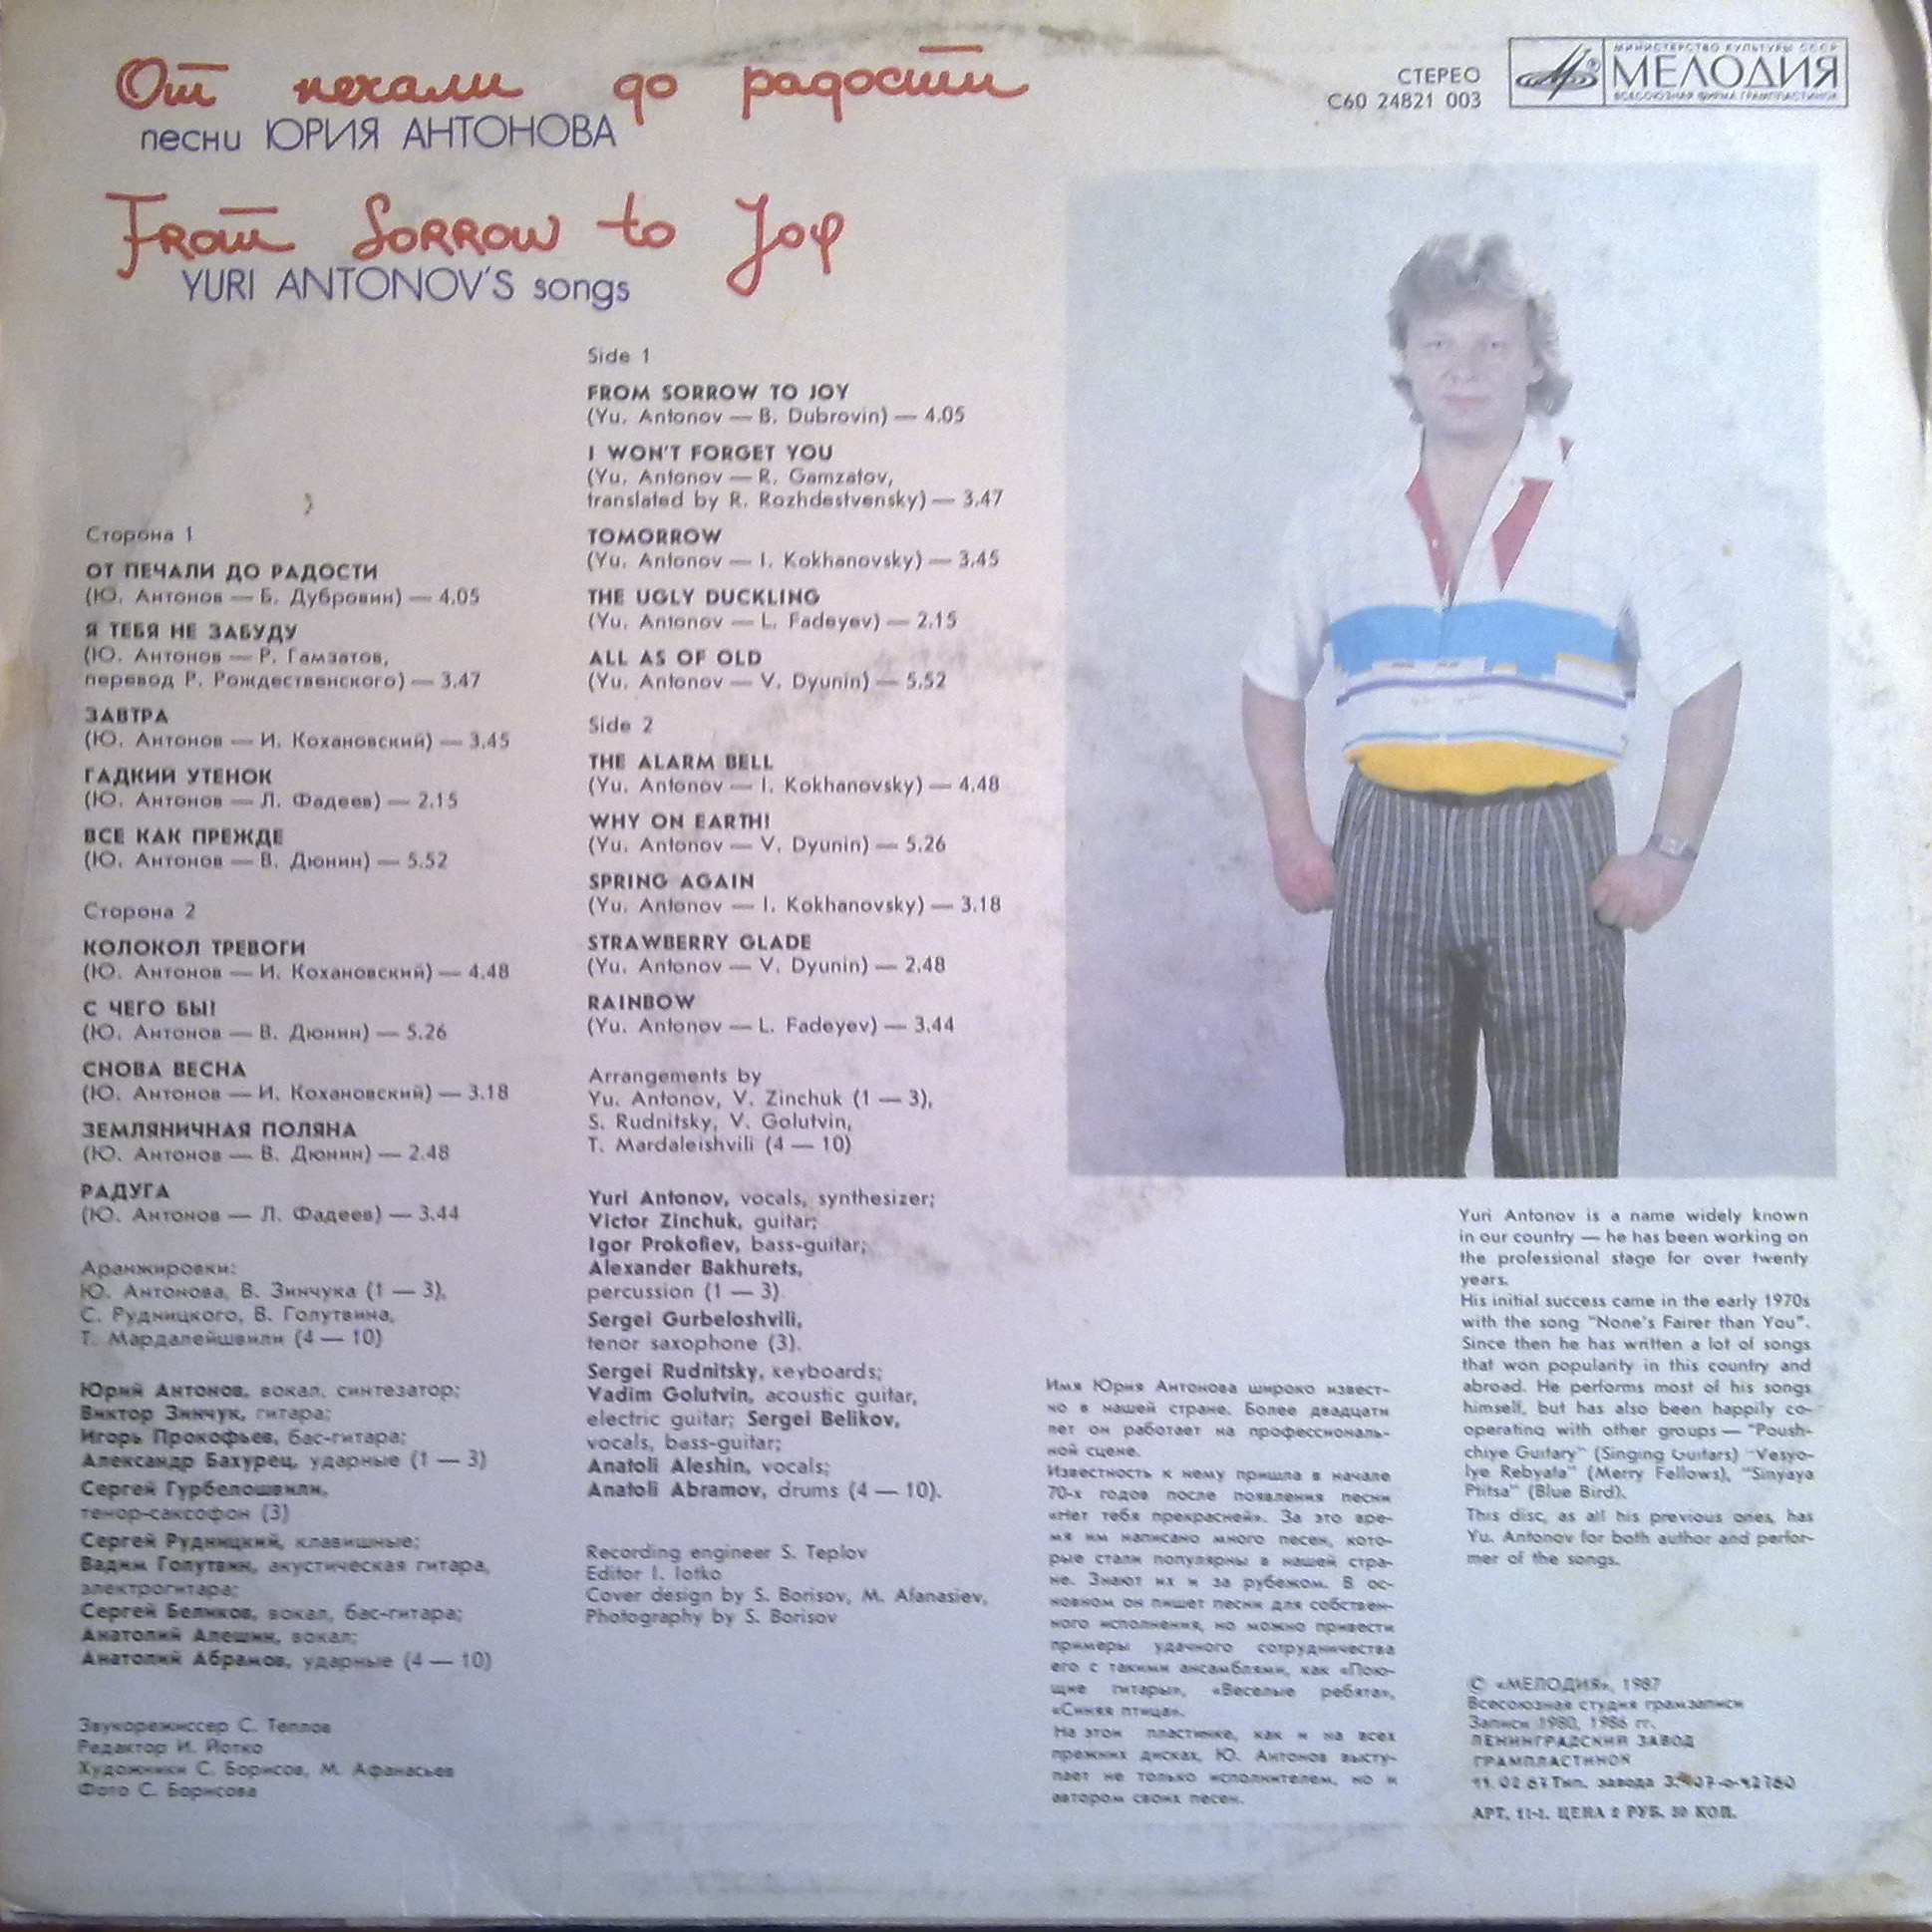 От печали до радости
песни ЮРИЯ АНТОНОВА
From Sorrow to Joy
YURI ANTONOV'S songs
СТЕРЕО
С60 24821 003
МИНИСТЕРСТВО КУЛЬТУРЫ СССР
МЕЛОДИЯ
ВСЕСОЮЗНАЯ ФИРМА ГРАМПЛАСТИНОК
Сторона 1
ОТ ПЕЧАЛИ ДО РАДОСТИ
(Ю. Антонов — Б. Дубровин) — 4.05
Я ТЕБЯ НЕ ЗАБУДУ
(Ю. Антонов — Р. Гамзатов,
перевод Р. Рождественского) — 3.47
ЗАВТРА
(Ю. Антонов — И. Кохановский) — 3.45
ГАДКИЙ УТЕНОК
(Ю. Антонов — Л. Фадеев) — 2.15
ВСЕ КАК ПРЕЖДЕ
(Ю. Антонов — В. Дюнин) — 5.52
Сторона 2
КОЛОКОЛ ТРЕВОГИ
(Ю. Антонов — И. Кохановский) — 4.48
С ЧЕГО БЫ!
(Ю. Антонов — В. Дюнин) — 5.26
СНОВА ВЕСНА
(Ю. Антонов — И. Кохановский) — 3.18
ЗЕМЛЯНИЧНАЯ ПОЛЯНА
(Ю. Антонов — В. Дюнин) — 2.48
РАДУГА
(Ю. Антонов — Л. Фадеев) — 3.44
Аранжировки:
Ю. Антонова, В. Зинчука (1 — 3),
С. Рудницкого, В. Голутвина,
Т. Мардалейшвили (4 — 10)
Юрий Антонов, вокал, синтезатор;
Виктор Зинчук, гитара;
Игорь Прокофьев, бас-гитара;
Александр Бахурец, ударные (1 — 3)
Сергей Гурбелошвили,
тенор-саксофон (3)
Сергей Рудницкий, клавишные;
Вадим Голутвин, акустическая гитара,
электрогитара;
Сергей Беликов, вокал, бас-гитара;
Анатолий Алешин, вокал;
Анатолий Абрамов, ударные (4 — 10)
Звукорежиссер С. Теплов
Редактор И. Йотко
Художники С. Борисов, М. Афанасьев
Фото С. Борисова
Side 1
FROM SORROW TO JOY
(Yu. Antonov — B. Dubrovin) — 4.05
I WON'T FORGET YOU
(Yu. Antonov — R. Gamzatov,
translated by R. Rozhdestvensky) — 3.47
TOMORROW
(Yu. Antonov — I. Kokhanovsky) — 3.45
THE UGLY DUCKLING
(Yu. Antonov — L. Fadeyev) — 2.15
ALL AS OF OLD
(Yu. Antonov — V. Dyunin) — 5.52
Side 2
THE ALARM BELL
(Yu. Antonov — I. Kokhanovsky) — 4.48
WHY ON EARTH!
(Yu. Antonov — V. Dyunin) — 5.26
SPRING AGAIN
(Yu. Antonov — I. Kokhanovsky) — 3.18
STRAWBERRY GLADE
(Yu. Antonov — V. Dyunin) — 2.48
RAINBOW
(Yu. Antonov — L. Fadeyev) — 3.44
Arrangements by
Yu. Antonov, V. Zinchuk (1 — 3),
S. Rudnitsky, V. Golutvin,
T. Mardaleishvili (4 — 10)
Yuri Antonov, vocals, synthesizer;
Victor Zinchuk, guitar;
Igor Prokofiev, bass-guitar;
Alexander Bakhurets,
percussion (1 — 3)
Sergei Gurbeloshvili,
tenor saxophone (3).
Sergei Rudnitsky, keyboards;
Vadim Golutvin, acoustic guitar,
electric guitar; Sergei Belikov,
vocals, bass-guitar;
Anatoli Aleshin, vocals;
Anatoli Abramov, drums (4 — 10).
Recording engineer S. Teplov
Editor I. Iotko
Cover design by S. Borisov, M. Afanasiev,
Photography by S. Borisov
Имя Юрия Антонова широко извест-
но в нашей стране. Более двадцати
лет он работает на профессиональ-
ной сцене.
Известность к нему пришла в начале
70-х годов после появления песни
«Нет тебя прекрасней». За это вре-
мя им написано много песен, кото-
рые стали популярны в нашей стра-
не. Знают их и за рубежом. В ос-
новном он пишет песни для собствен-
ного исполнения, но можно привести
примеры удачного сотрудничества
его с такими ансамблями, как «Пою-
щие гитары», «Веселые ребята»,
«Синяя птица».
На этой пластинке, как и на всех
прежних дисках, Ю. Антонов высту-
пает не только исполнителем, но и
автором своих песен.
Yuri Antonov is a name widely known
in our country — he has been working on
the professional stage for over twenty
years.
His initial success came in the early 1970s
with the song "None's Fairer than You".
Since then he has written a lot of songs
that won popularity in this country and
abroad. He performs most of his songs
himself, but has also been happily co-
operating with other groups — "Poush-
chiye Guitary" (Singing Guitars) "Vesyo-
lye Rebyata" (Merry Fellows), "Sinyaya
Ptitsa" (Blue Bird).
This disc, as all his previous ones, has
Yu. Antonov for both author and perfor-
mer of the songs.
© «МЕЛОДИЯ», 1987
Всесоюзная студия грамзаписи
Записи 1980, 1986 гг.
ЛЕНИНГРАДСКИЙ ЗАВОД
ГРАМПЛАСТИНОК
Тип. завода
АРТ. 11-1. ЦЕНА 2 РУБ. 50 КОП.